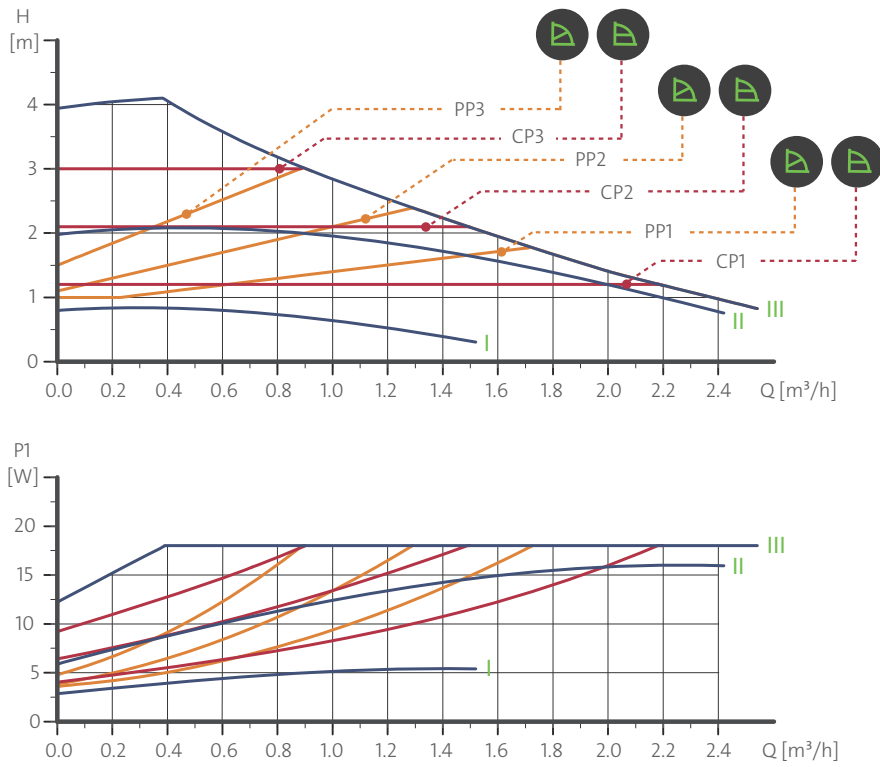 H
[m]
4
3
2
1
0
PP3
CP3
PP2
CP2
PP1
CP1
III
II
I
0.0 0.2 0.4 0.6 0.8 1.0 1.2 1.4 1.6 1.8 2.0 2.2 2.4 Q [m³/h]
P1
[W]
20
15
10
5
0
III
II
I
0.0 0.2 0.4 0.6 0.8 1.0 1.2 1.4 1.6 1.8 2.0 2.2 2.4 Q [m³/h]